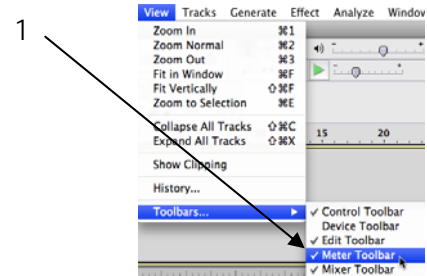 1
View Tracks Generate Effect Analyze Window
Zoom In ⌘1
Zoom Normal ⌘2
Zoom Out ⌘3
Fit in Window ⌘F
Fit Vertically ⇧⌘F
Zoom to Selection ⌘E
Collapse All Tracks ⇧⌘C
Expand All Tracks ⇧⌘X
15 20
Show Clipping
History...
Toolbars... ▶
✓ Control Toolbar
Device Toolbar
✓ Edit Toolbar
✓ Meter Toolbar
✓ Mixer Toolbar